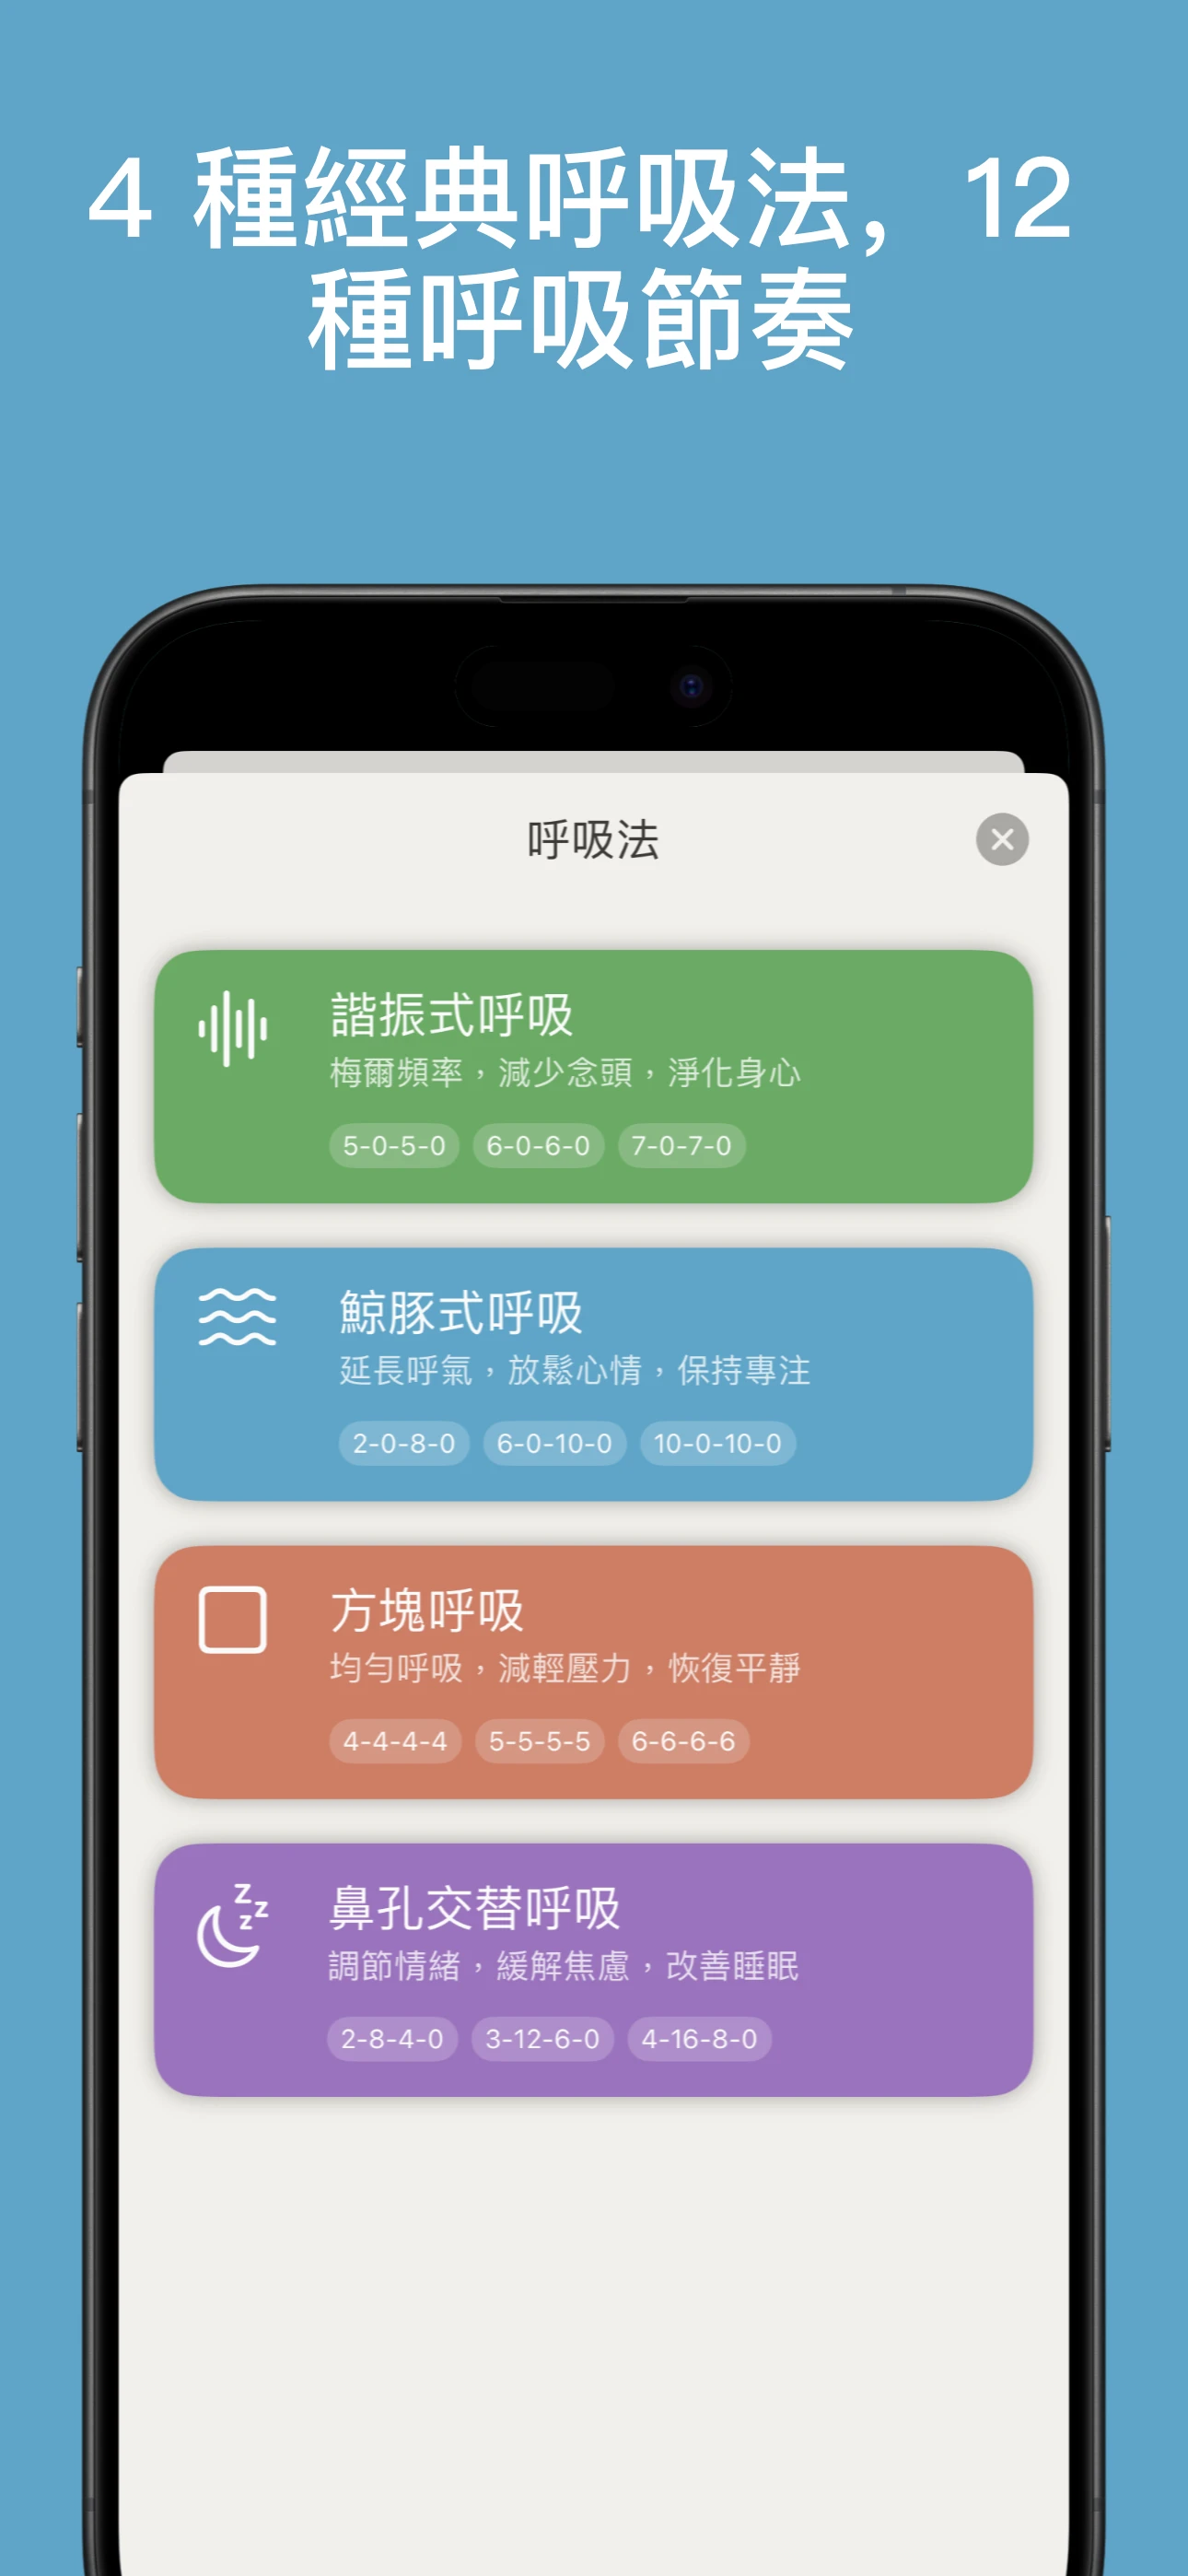 4 種經典呼吸法，12
種呼吸節奏
呼吸法
諧振式呼吸
梅爾頻率，減少念頭，淨化身心
5-0-5-0 6-0-6-0 7-0-7-0
鯨豚式呼吸
延長呼氣，放鬆心情，保持專注
2-0-8-0 6-0-10-0 10-0-10-0
方塊呼吸
均勻呼吸，減輕壓力，恢復平靜
4-4-4-4 5-5-5-5 6-6-6-6
z z z
鼻孔交替呼吸
調節情緒，緩解焦慮，改善睡眠
2-8-4-0 3-12-6-0 4-16-8-0